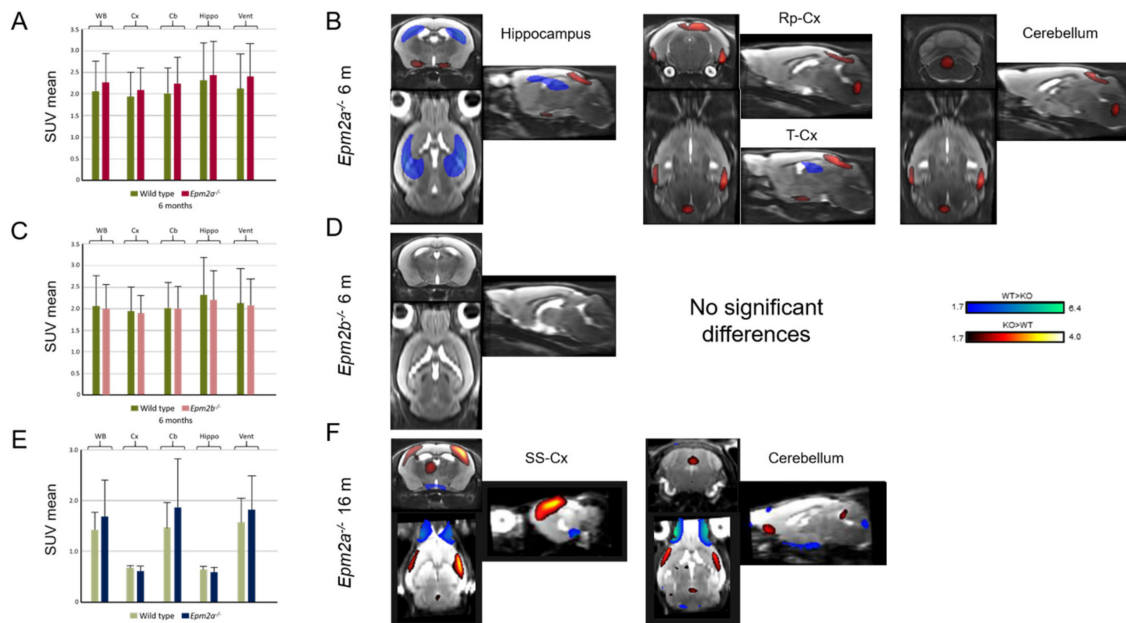 A
WB Cx Cb Hippo Vent
SUV mean
3.5
3.0
2.5
2.0
1.5
1.0
0.5
0
Wild type Epm2a-/-
6 months
B
Epm2a-/- 6 m
Hippocampus
Rp-Cx
T-Cx
Cerebellum
C
WB Cx Cb Hippo Vent
SUV mean
3.5
3.0
2.5
2.0
1.5
1.0
0.5
0
Wild type Epm2b-/-
6 months
D
Epm2b-/- 6 m
No significant
differences
WT>KO
1.7 6.4
KO>WT
1.7 4.0
E
WB Cx Cb Hippo Vent
SUV mean
3.0
2.0
1.0
0
Wild type Epm2a-/-
F
Epm2a-/- 16 m
SS-Cx
Cerebellum